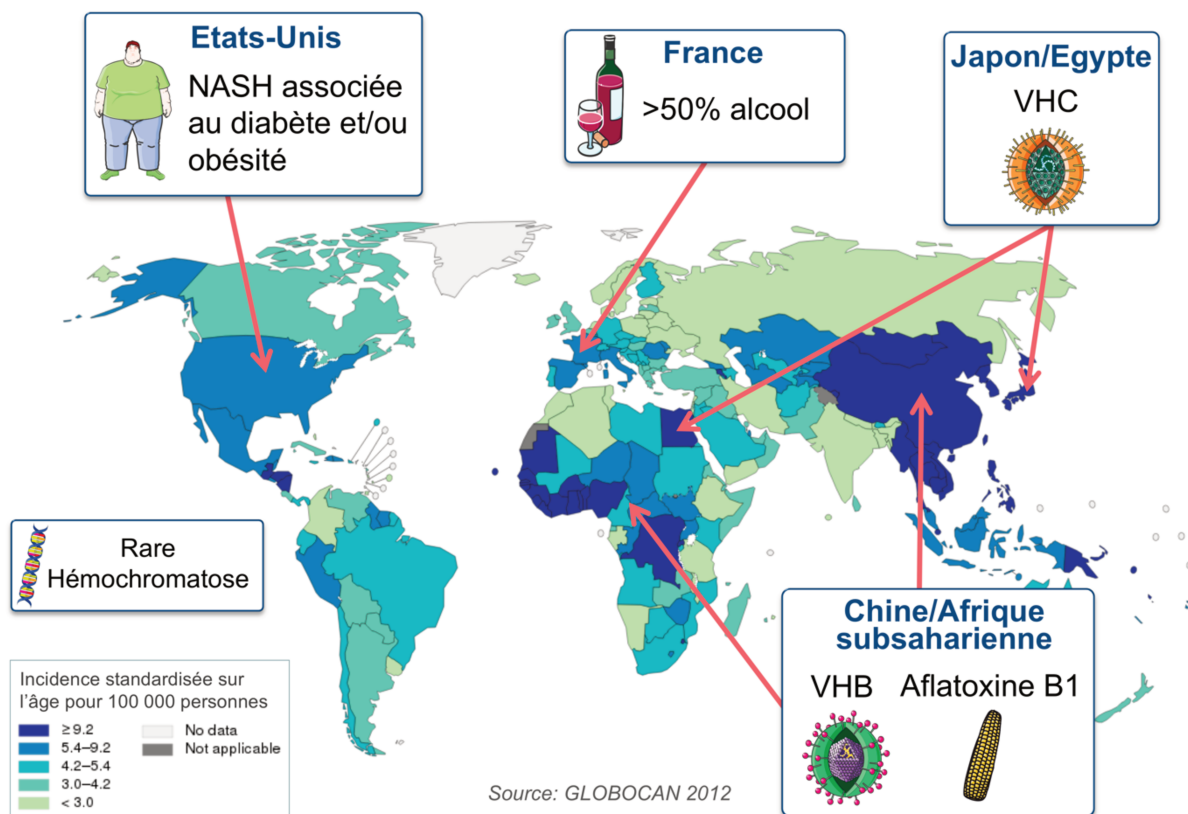 Etats-Unis
NASH associée
au diabète et/ou
obésité
France
>50% alcool
Japon/Egypte
VHC
Rare
Hémochromatose
Chine/Afrique
subsaharienne
VHB Aflatoxine B1
Incidence standardisée sur
l'âge pour 100 000 personnes
≥9.2 No data
5.4–9.2 Not applicable
4.2–5.4
3.0–4.2
< 3.0
Source: GLOBOCAN 2012